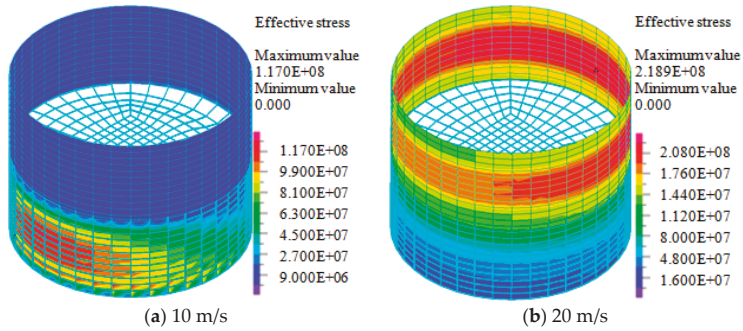 Effective stress
Maximum value
1.170E+08
Minimum value
0.000
1.170E+08
9.900E+07
8.100E+07
6.300E+07
4.500E+07
2.700E+07
9.000E+06
(a) 10 m/s
Effective stress
Maximum value
2.189E+08
Minimum value
0.000
2.080E+08
1.760E+07
1.440E+07
1.120E+07
8.000E+07
4.800E+07
1.600E+07
(b) 20 m/s